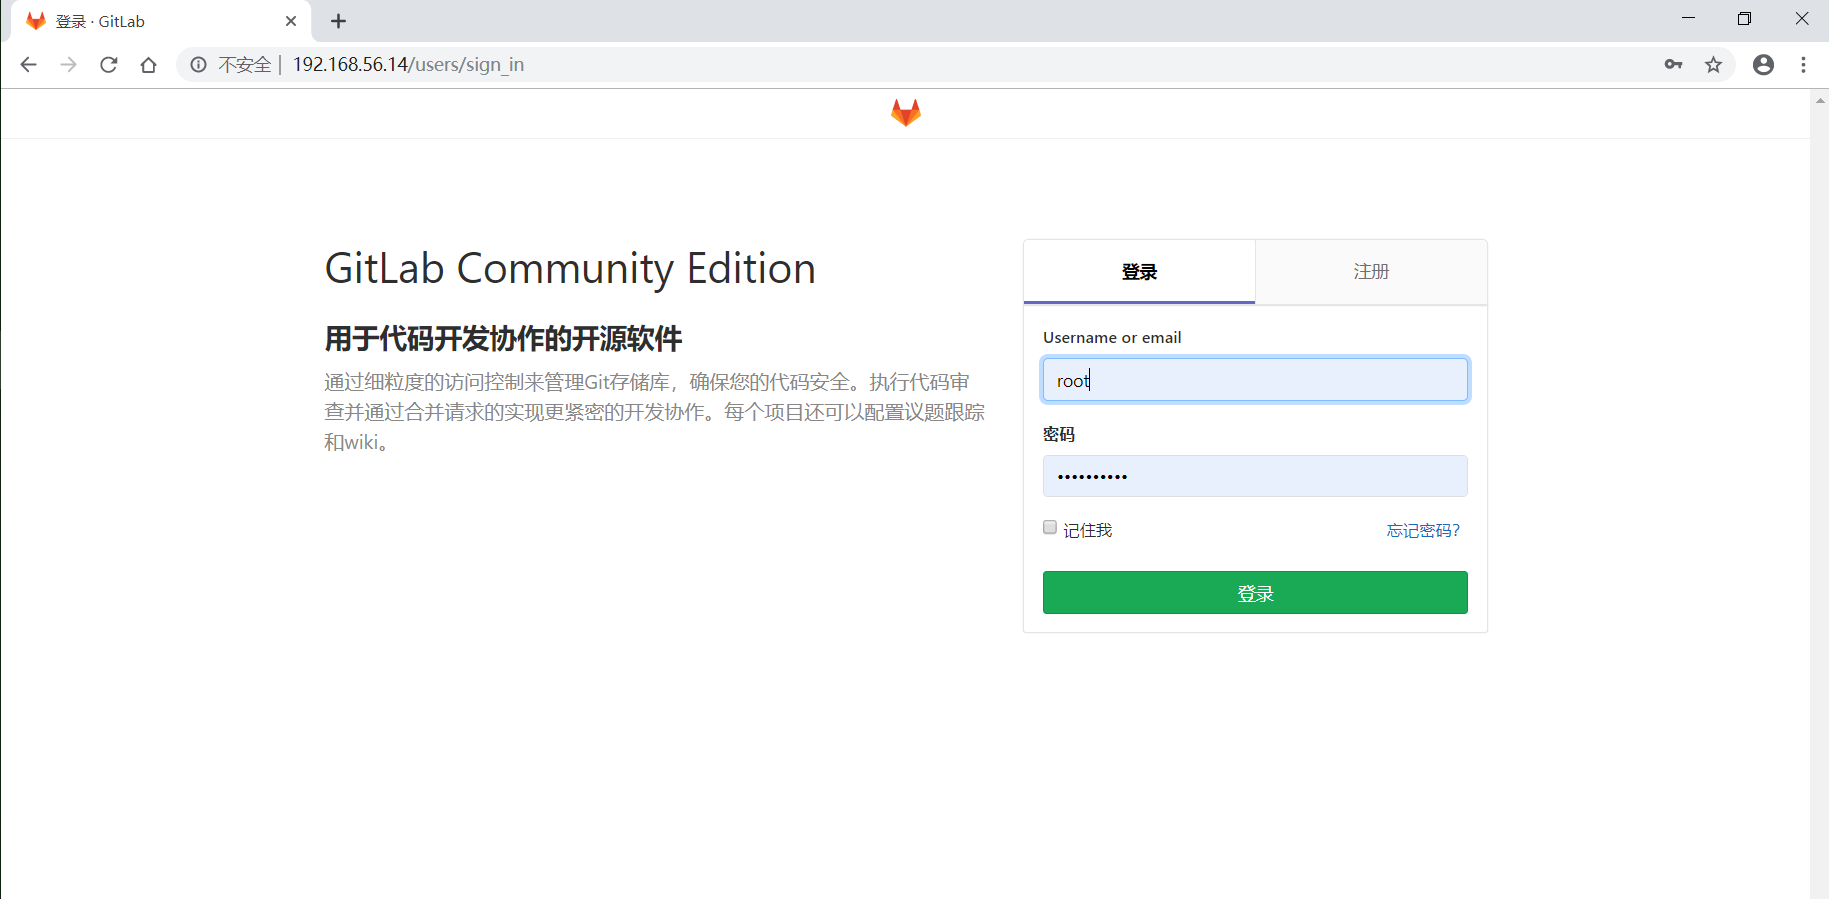 登录 · GitLab
不安全 | 192.168.56.14/users/sign_in
GitLab Community Edition
用于代码开发协作的开源软件
通过细粒度的访问控制来管理Git存储库，确保您的代码安全。执行代码审
查并通过合并请求的实现更紧密的开发协作。每个项目还可以配置议题跟踪
和wiki。
登录
注册
Username or email
root
密码
••••••••••
记住我
忘记密码？
登录